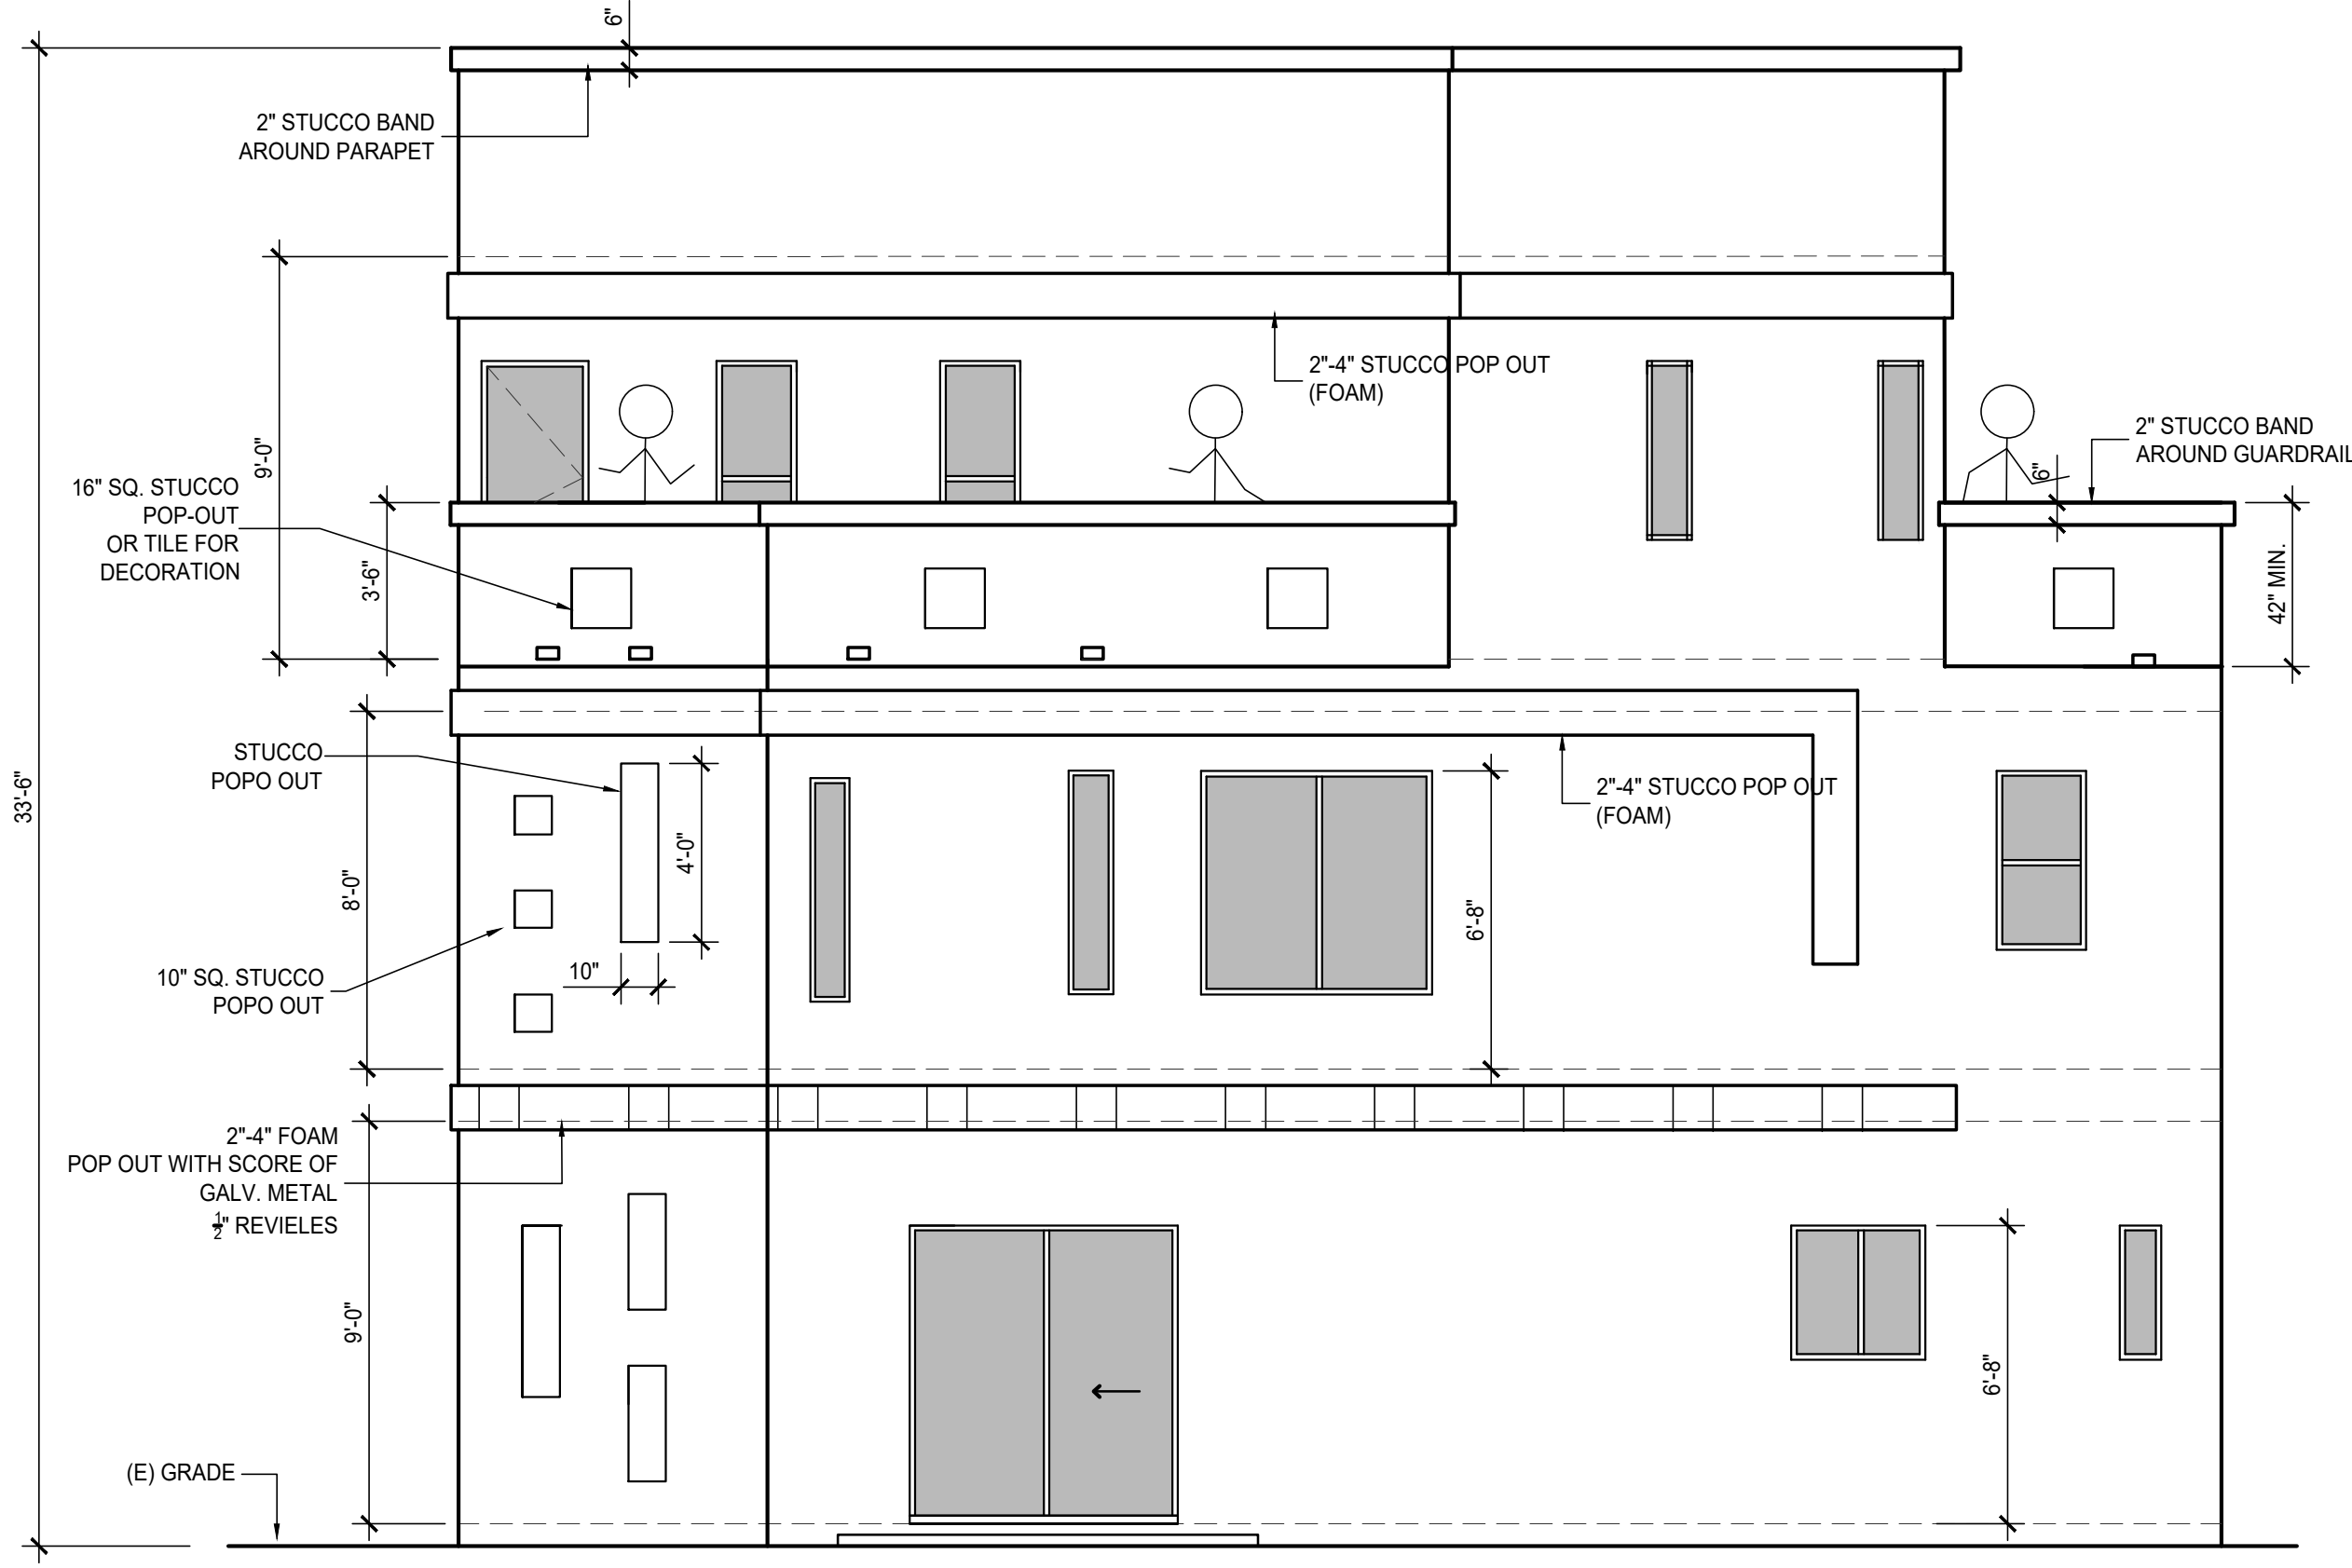 6"
2" STUCCO BAND
AROUND PARAPET
2"-4" STUCCO POP OUT
(FOAM)
2" STUCCO BAND
AROUND GUARDRAIL
9'-0"
6"
16" SQ. STUCCO
POP-OUT
OR TILE FOR
DECORATION
3'-6"
42" MIN.
33'-6"
STUCCO
POPO OUT
2"-4" STUCCO POP OUT
(FOAM)
4'-0"
8'-0"
6'-8"
10" SQ. STUCCO
POPO OUT
10"
2"-4" FOAM
POP OUT WITH SCORE OF
GALV. METAL
1/2" REVIELES
9'-0"
6'-8"
(E) GRADE